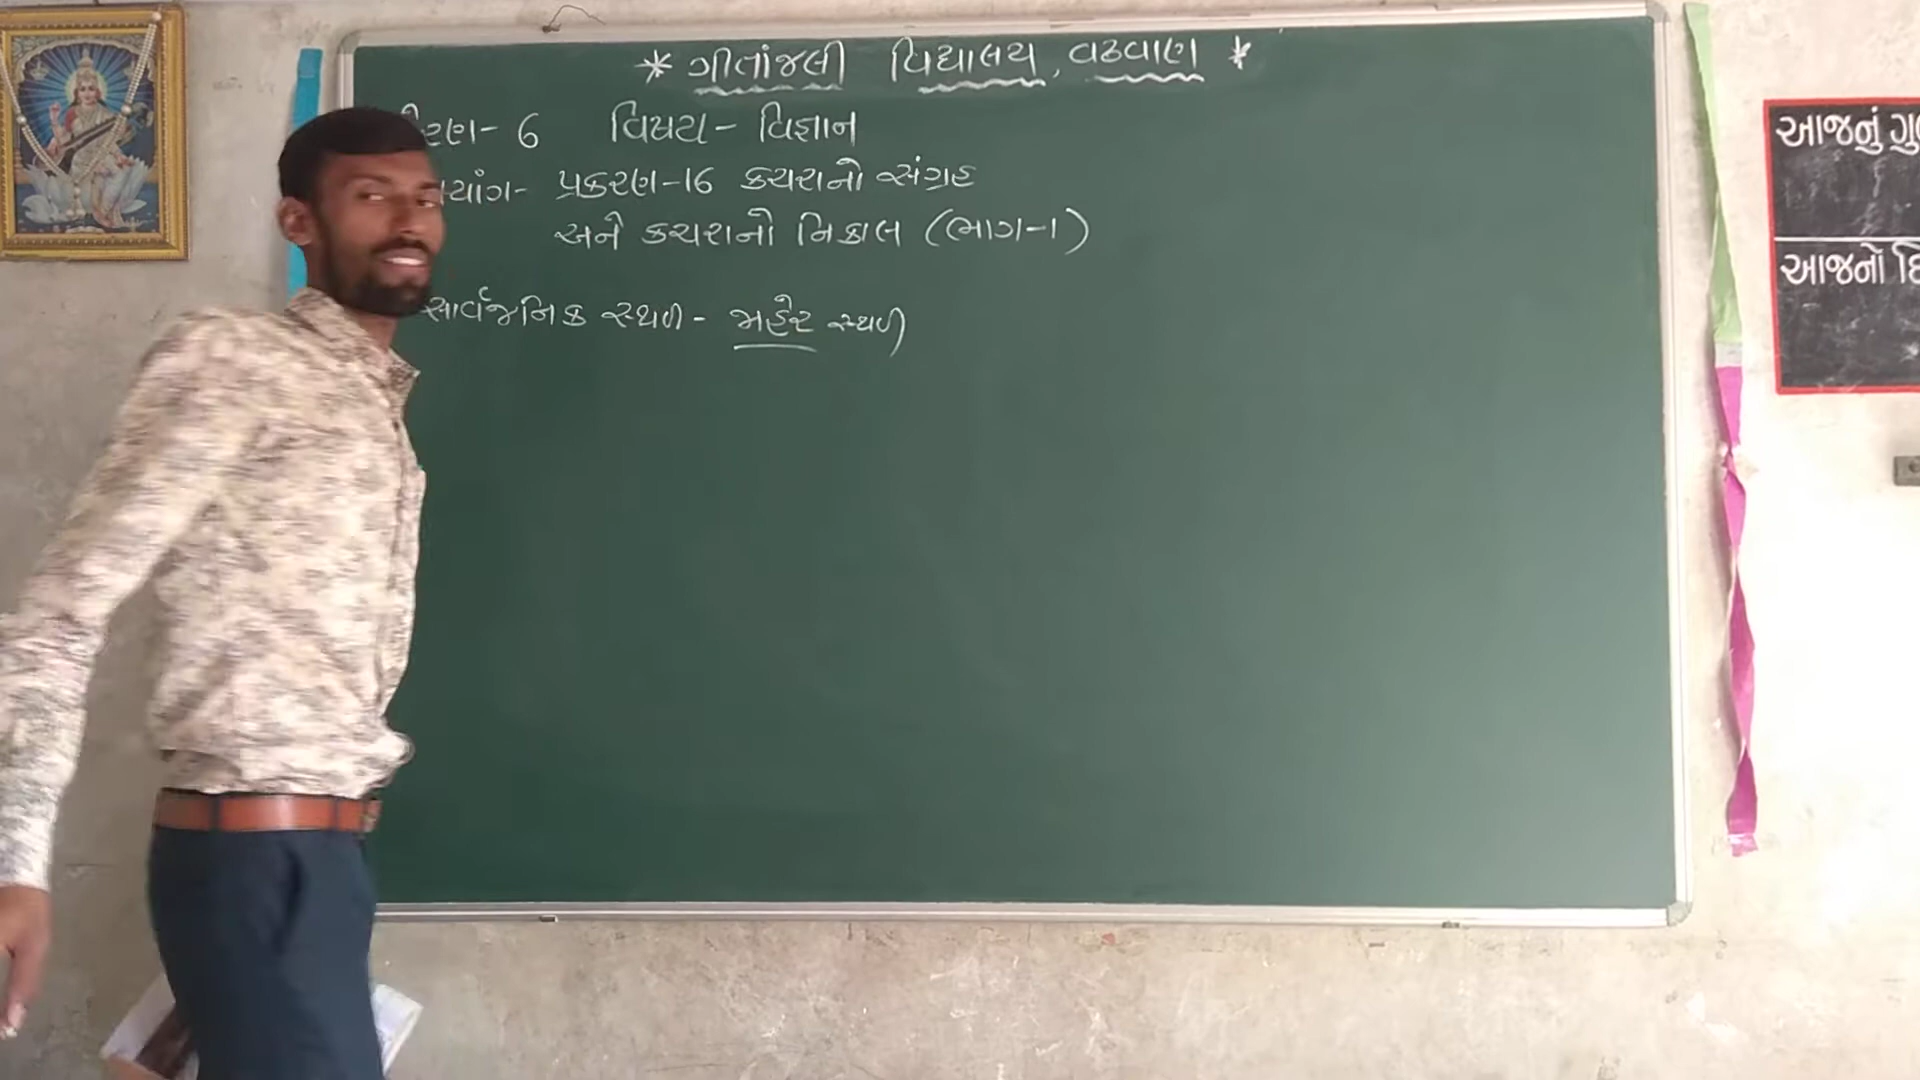 * ગીતાંજલી વિદ્યાલય, વઢવાણ *
ધોરણ- 6 વિષય - વિજ્ઞાન
પ્રકરણ-16 કચરાનો સંગ્રહ
અને કચરાનો નિકાલ (ભાગ-1)
સાર્વજનિક સ્થળ - જાહેર સ્થળ
આજનું
આજનો